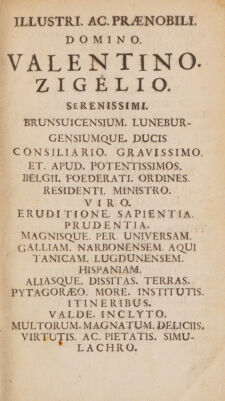 ILLUSTRI. AC. PRÆNOBILI.
DOMINO.
VALENTINO.
ZIGELIO.
SERENISSIMI.
BRUNSUICENSIUM. LUNEBUR-
GENSIUMQUE. DUCIS
CONSILIARIO. GRAVISSIMO.
ET. APUD. POTENTISSIMOS.
BELGII. FOEDERATI. ORDINES.
RESIDENTI. MINISTRO.
VIRO.
ERUDITIONE. SAPIENTIA.
PRUDENTIA.
MAGNISQUE. PER. UNIVERSAM.
GALLIAM. NARBONENSEM. AQUI
TANICAM. LUGDUNENSEM.
HISPANIAM.
ALIASQUE. DISSITAS. TERRAS.
PYTAGORÆO. MORE. INSTITUTIS.
ITINERIBUS.
VALDE. INCLYTO.
MULTORUM. MAGNATUM. DELICIIS.
VIRTUTIS. AC. PIETATIS. SIMU-
LACHRO.